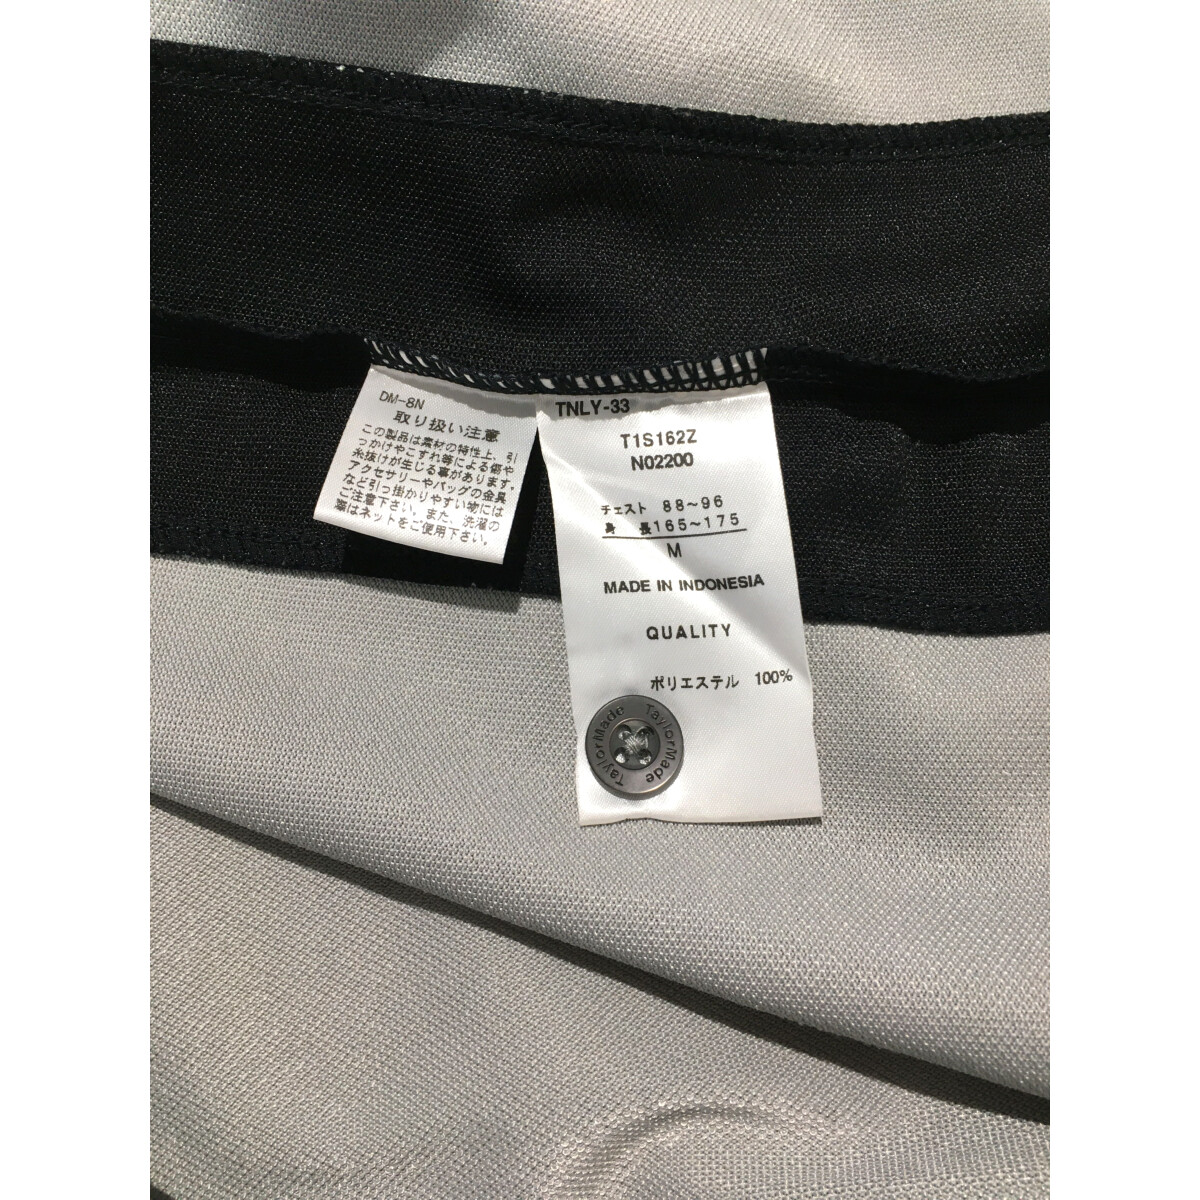 DM-8N
取り扱い注意
この製品は素材の特性上、引
っかけやこすれ等による傷や
糸抜けが生じる事があります。
アクセサリーやバッグの金具
など引っ掛かりやすい物には
ご注意下さい。また、洗濯の
際はネットをご使用下さい。
TNLY-33
T1S162Z
N02200
チェスト 88~96
身 長165~175
M
MADE IN INDONESIA
QUALITY
ポリエステル 100%
TaylorMade TaylorMade